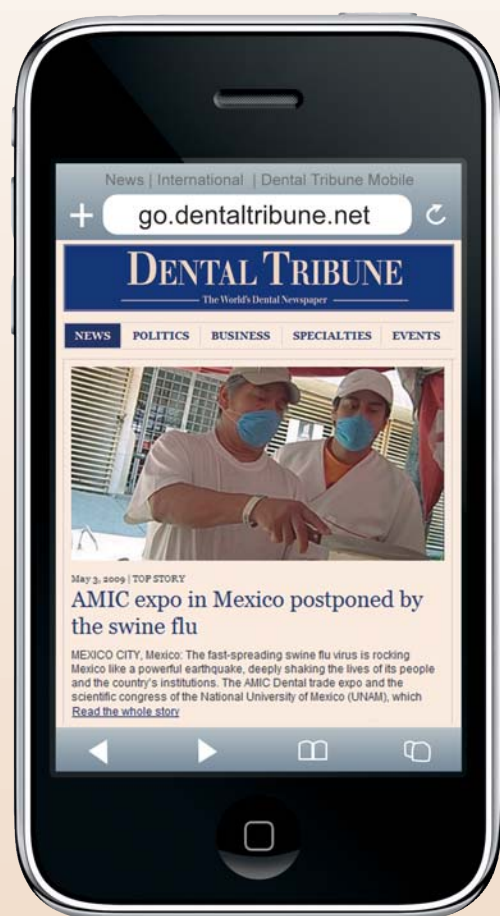 News | International | Dental Tribune Mobile
go.dentaltribune.net
DENTAL TRIBUNE
The World's Dental Newspaper
NEWS POLITICS BUSINESS SPECIALTIES EVENTS
May 3, 2009 | TOP STORY
AMIC expo in Mexico postponed by
the swine flu
MEXICO CITY, Mexico: The fast-spreading swine flu virus is rocking
Mexico like a powerful earthquake, deeply shaking the lives of its people
and the country's institutions. The AMIC Dental trade expo and the
scientific congress of the National University of Mexico (UNAM), which
Read the whole story